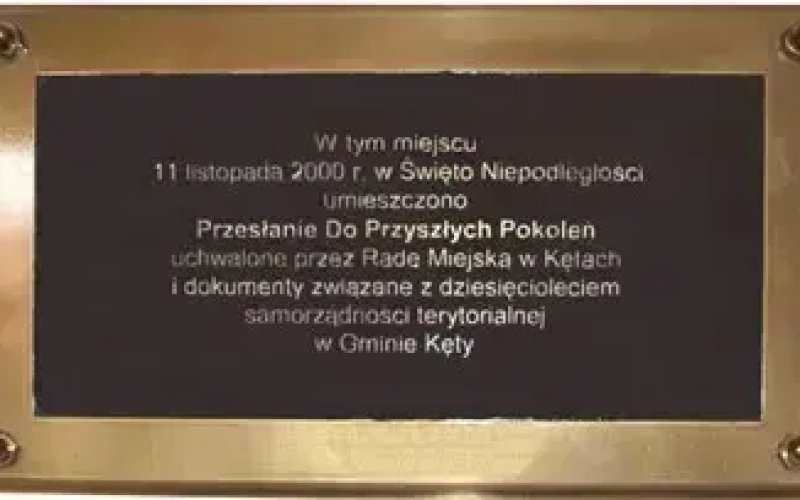 W tym miejscu
11 listopada 2000 r. w Święto Niepodległości
umieszczono
Przesłanie Do Przyszłych Pokoleń
uchwalone przez Radę Miejską w Kętach
i dokumenty związane z dziesięcioleciem
samorządności terytorialnej
w Gminie Kęty